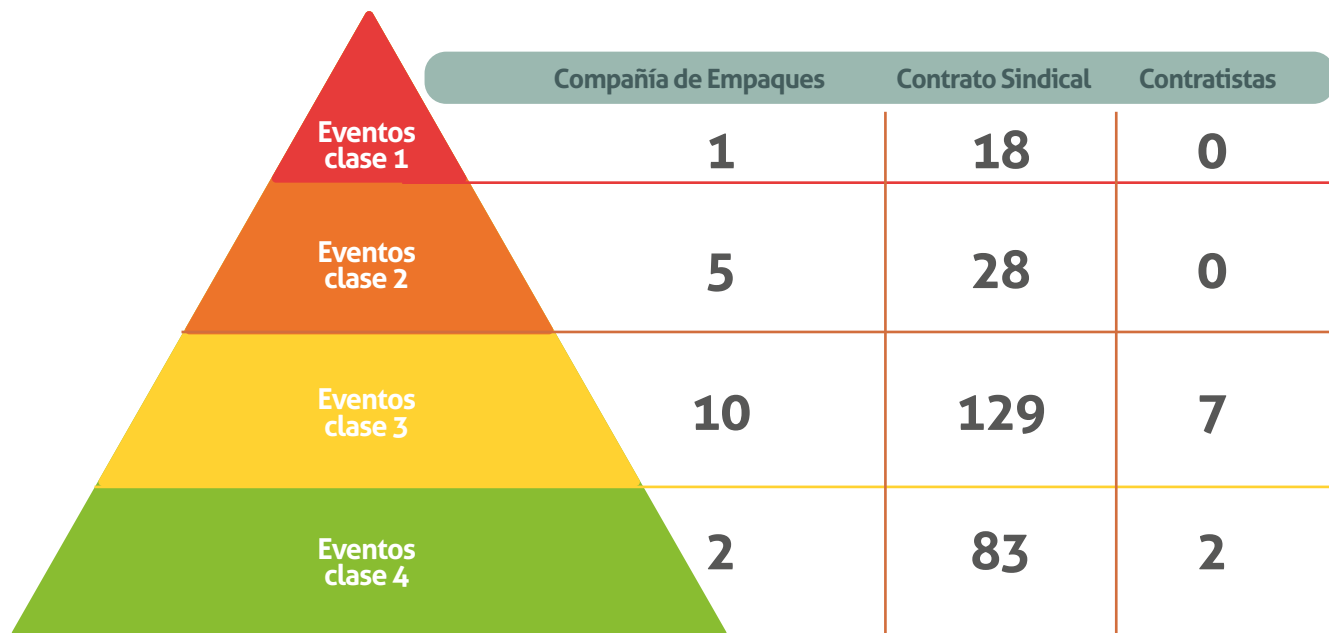 Compañía de Empaques Contrato Sindical Contratistas
Eventos
clase 1
1 18 0
Eventos
clase 2
5 28 0
Eventos
clase 3
10 129 7
Eventos
clase 4
2 83 2